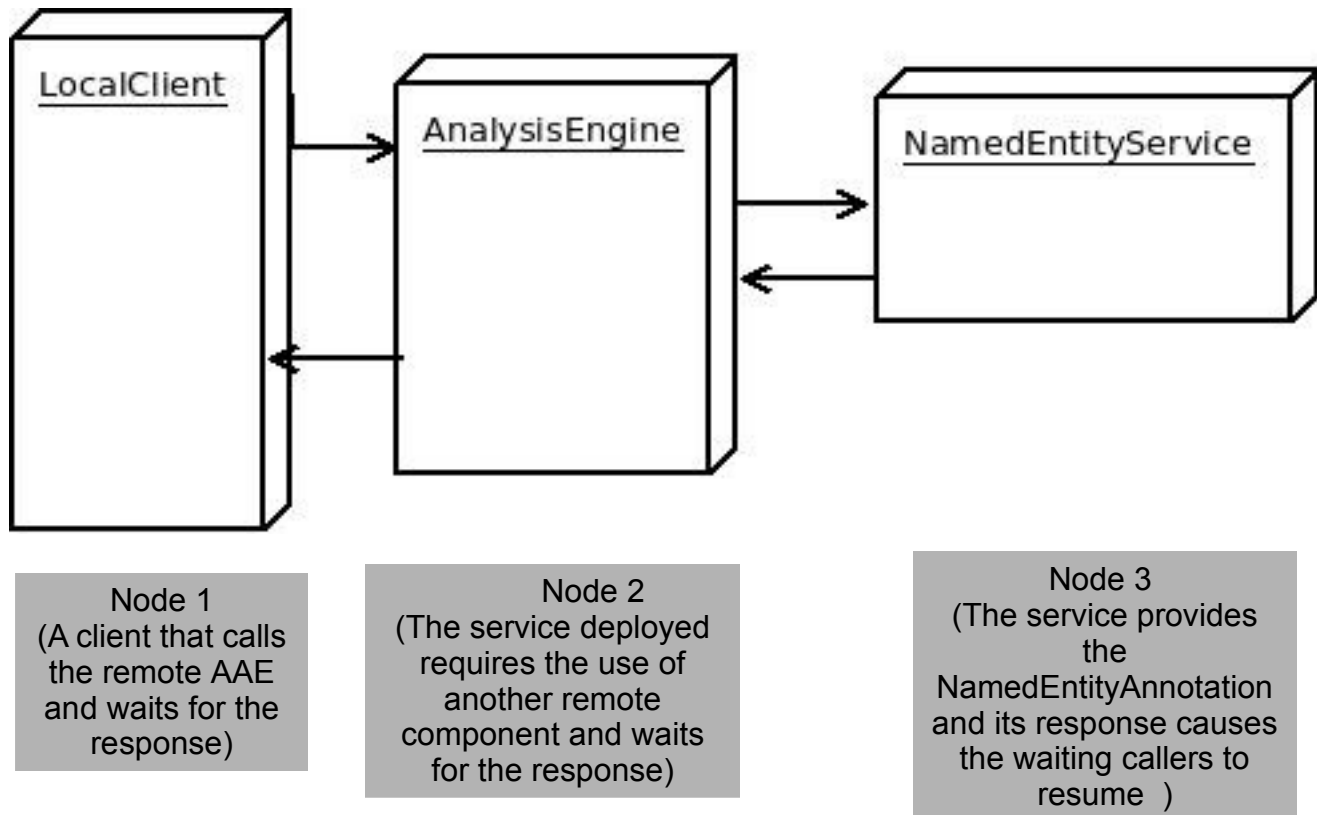 LocalClient
AnalysisEngine
NamedEntityService
Node 1
(A client that calls
the remote AAE
and waits for the
response)
Node 2
(The service deployed
requires the use of
another remote
component and waits
for the response)
Node 3
(The service provides
the
NamedEntityAnnotation
and its response causes
the waiting callers to
resume  )